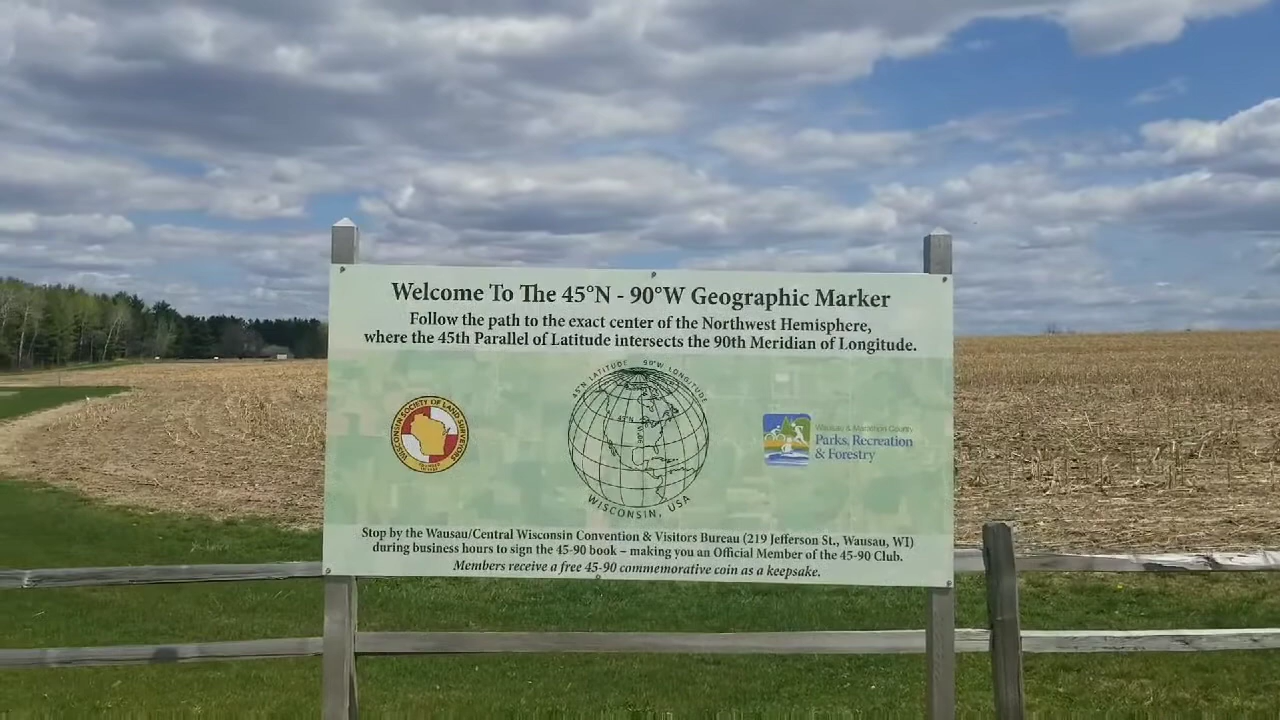 Welcome To The 45°N - 90°W Geographic Marker
Follow the path to the exact center of the Northwest Hemisphere,
where the 45th Parallel of Latitude intersects the 90th Meridian of Longitude.
45°N LATITUDE 90°W LONGITUDE
45°N
WISCONSIN, USA
WISCONSIN SOCIETY OF LAND SURVEYORS
Wausau & Marathon County
Parks, Recreation
& Forestry
Stop by the Wausau/Central Wisconsin Convention & Visitors Bureau (219 Jefferson St., Wausau, WI)
during business hours to sign the 45-90 book – making you an Official Member of the 45-90 Club.
Members receive a free 45-90 commemorative coin as a keepsake.